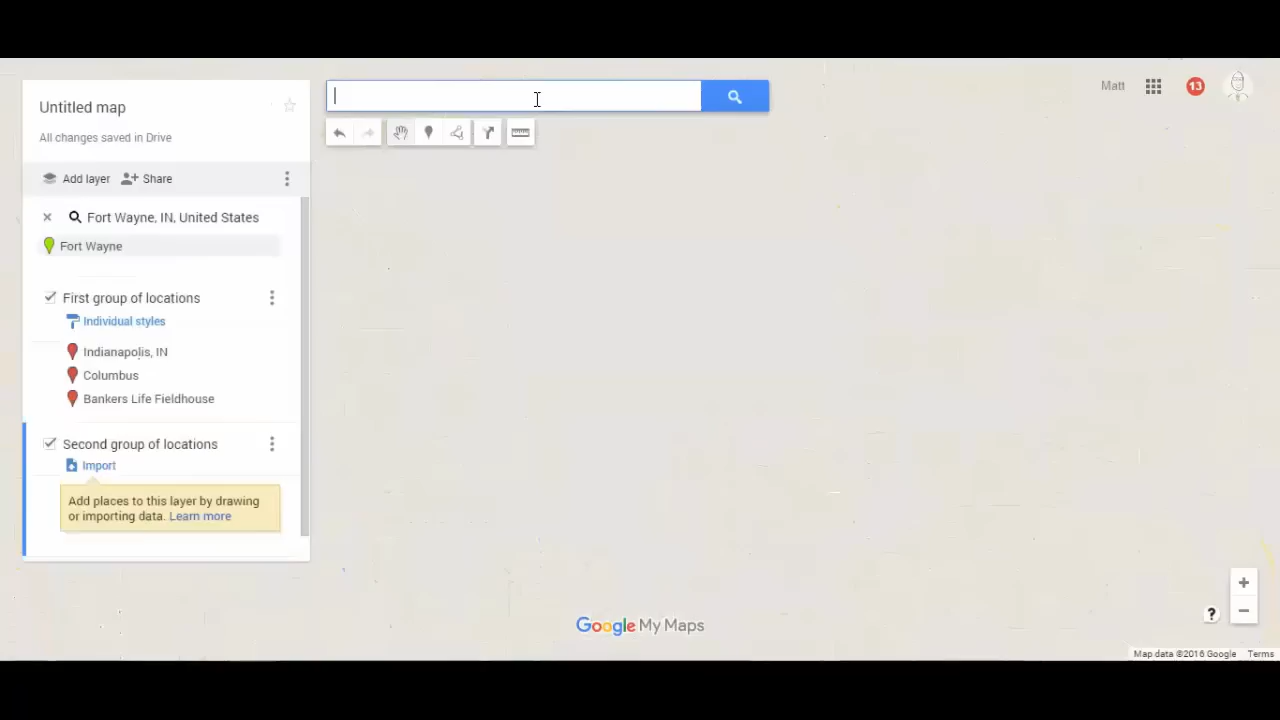 Untitled map
All changes saved in Drive
Add layer
Share
Fort Wayne, IN, United States
Fort Wayne
First group of locations
Individual styles
Indianapolis, IN
Columbus
Bankers Life Fieldhouse
Second group of locations
Import
Add places to this layer by drawing
or importing data. Learn more
Matt
13
+
?
−
Google My Maps
Map data ©2016 Google
Terms